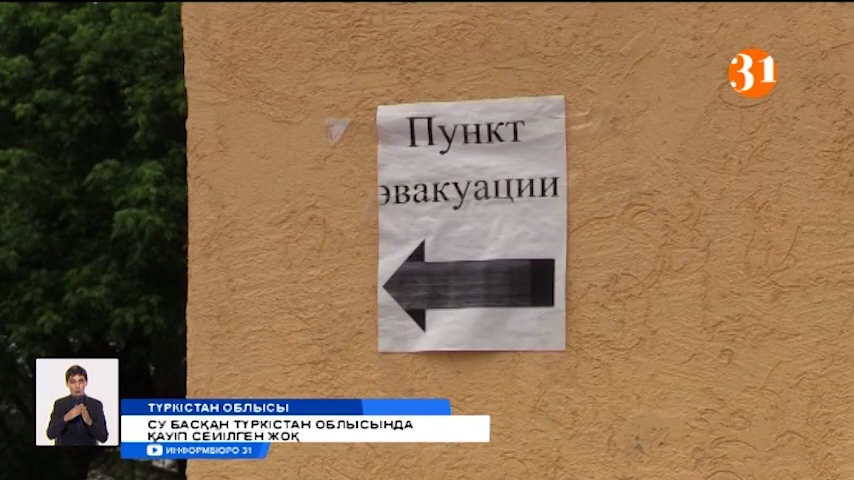 31
Пункт
эвакуации
ТҮРКІСТАН ОБЛЫСЫ
СУ БАСҚАН ТҮРКІСТАН ОБЛЫСЫНДА
ҚАУІП СЕЙІЛГЕН ЖОҚ
ИНФОРМБЮРО 31